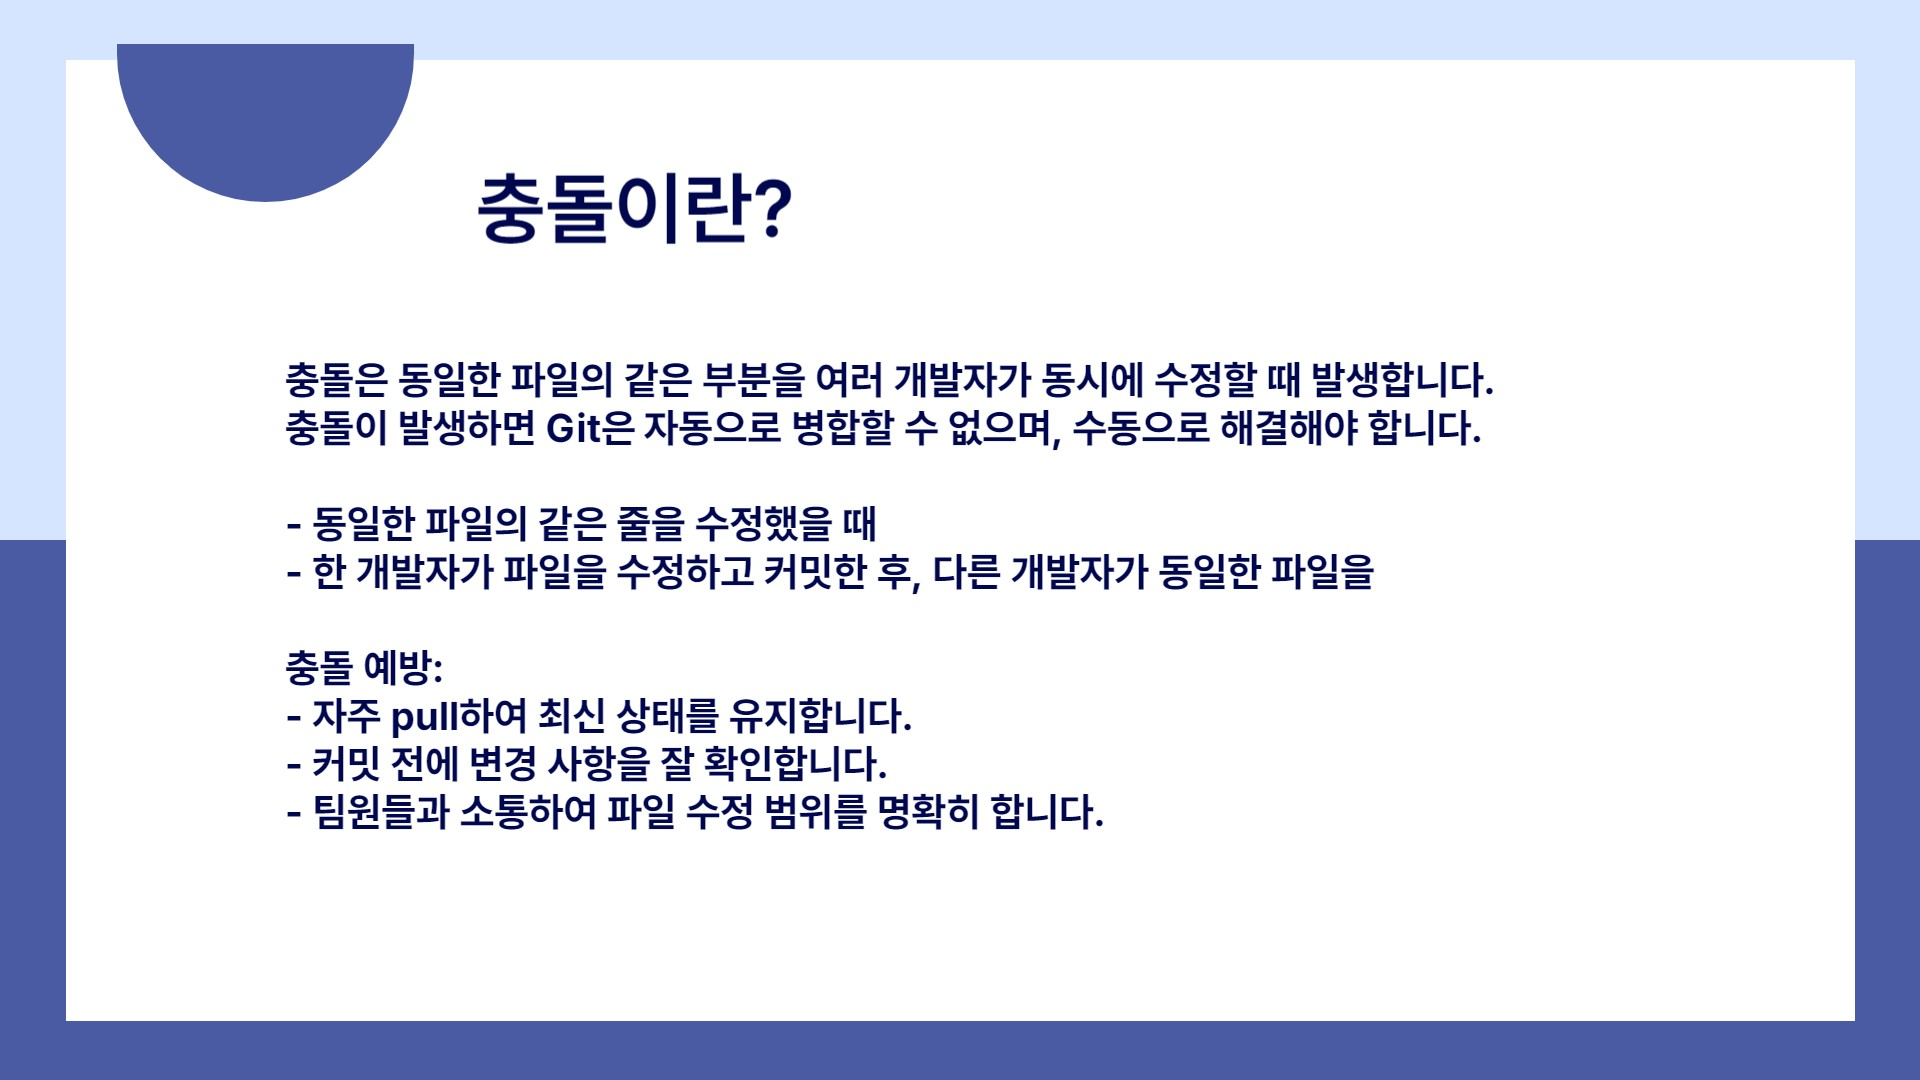 충돌이란?
충돌은 동일한 파일의 같은 부분을 여러 개발자가 동시에 수정할 때 발생합니다.
충돌이 발생하면 Git은 자동으로 병합할 수 없으며, 수동으로 해결해야 합니다.
- 동일한 파일의 같은 줄을 수정했을 때
- 한 개발자가 파일을 수정하고 커밋한 후, 다른 개발자가 동일한 파일을
충돌 예방:
- 자주 pull하여 최신 상태를 유지합니다.
- 커밋 전에 변경 사항을 잘 확인합니다.
- 팀원들과 소통하여 파일 수정 범위를 명확히 합니다.